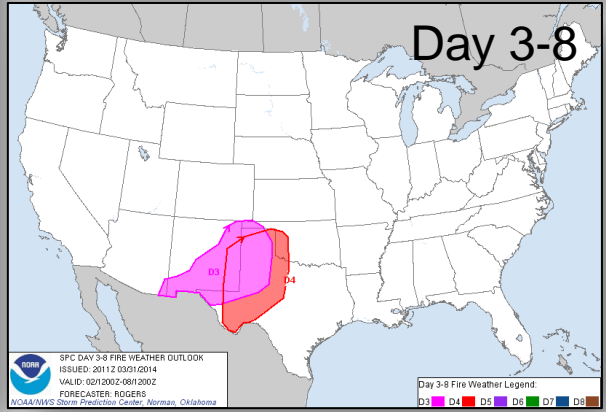 Day 3-8
D3
D4
NOAA
SPC DAY 3-8 FIRE WEATHER OUTLOOK
ISSUED: 2011Z 03/31/2014
VALID: 02/1200Z-08/1200Z
FORECASTER: ROGERS
NOAA/NWS Storm Prediction Center, Norman, Oklahoma
Day 3-8 Fire Weather Legend:
D3 D4 D5 D6 D7 D8